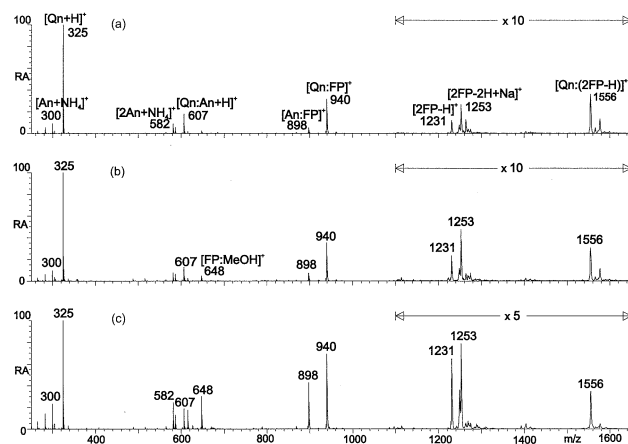 [Qn+H]⁺
325
(a)
x 10
RA
[An+NH₄]⁺
300
[2An+NH₄]⁺
582
[Qn:An+H]⁺
607
[An:FP]⁺
898
[Qn:FP]⁺
940
[2FP-H]⁺
1231
[2FP-2H+Na]⁺
1253
[Qn:(2FP-H)]⁺
1556
0
325
(b)
x 10
RA
300
607
[FP:MeOH]⁺
648
898
940
1231
1253
1556
0
325
(c)
x 5
RA
300
582
607
648
898
940
1231
1253
1556
0
400 600 800 1000 1200 1400 m/z 1600